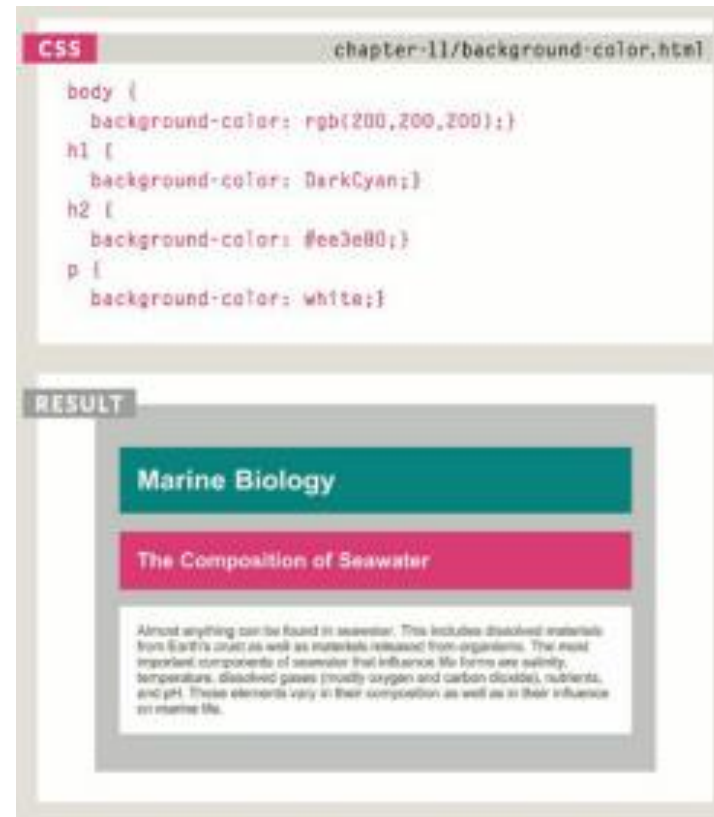 CSS
chapter-11/background-color.html
body {
background-color: rgb(200,200,200);}
h1 {
background-color: DarkCyan;}
h2 {
background-color: #ee3e80;}
p {
background-color: white;}
RESULT
Marine Biology
The Composition of Seawater
Almost anything can be found in seawater. This includes dissolved materials
from Earth's crust as well as materials released from organisms. The most
important components of seawater that influence life forms are salinity,
temperature, dissolved gases (mostly oxygen and carbon dioxide), nutrients,
and pH. These elements vary in their composition as well as in their influence
on marine life.